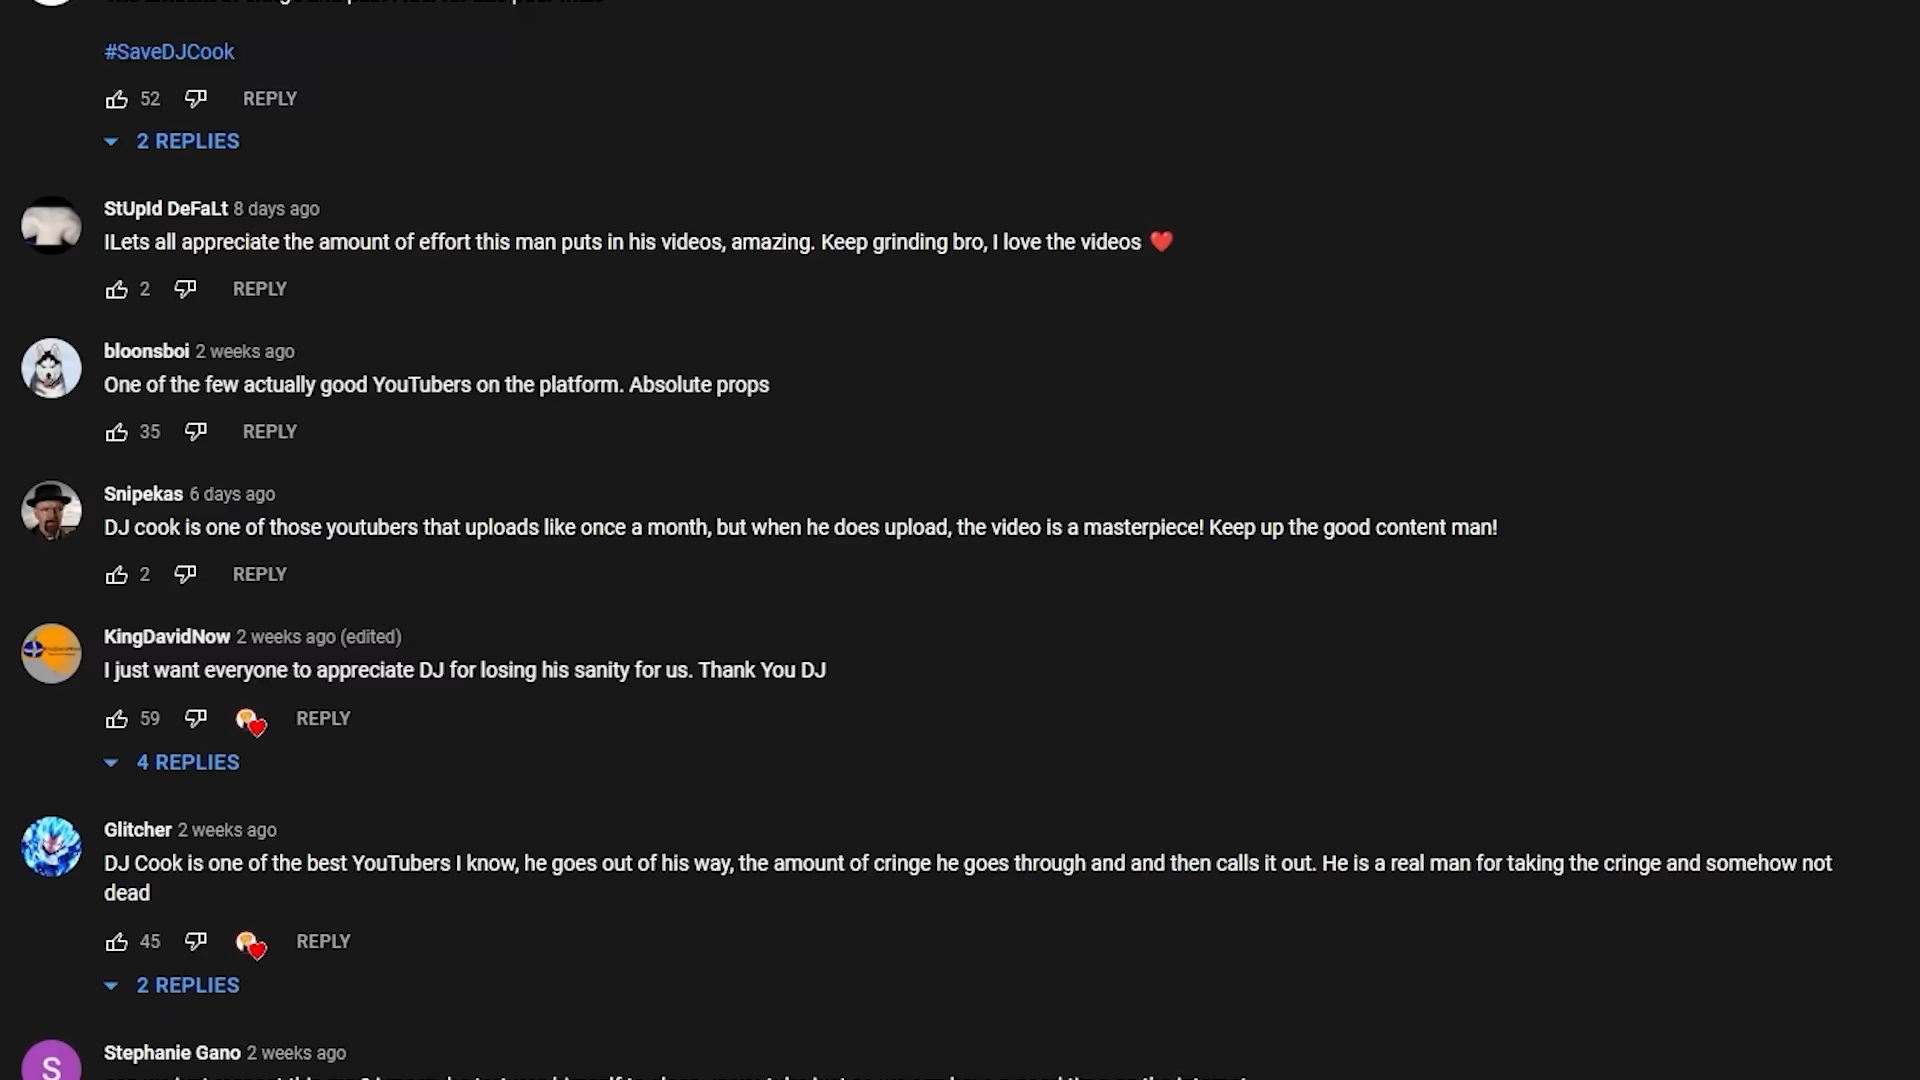 #SaveDJCook
52 REPLY
2 REPLIES
StUpId DeFaLt 8 days ago
ILets all appreciate the amount of effort this man puts in his videos, amazing. Keep grinding bro, I love the videos ❤️
2 REPLY
bloonsboi 2 weeks ago
One of the few actually good YouTubers on the platform. Absolute props
35 REPLY
Snipekas 6 days ago
DJ cook is one of those youtubers that uploads like once a month, but when he does upload, the video is a masterpiece! Keep up the good content man!
2 REPLY
KingDavidNow 2 weeks ago (edited)
I just want everyone to appreciate DJ for losing his sanity for us. Thank You DJ
59 REPLY
4 REPLIES
Glitcher 2 weeks ago
DJ Cook is one of the best YouTubers I know, he goes out of his way, the amount of cringe he goes through and and then calls it out. He is a real man for taking the cringe and somehow not
dead
45 REPLY
2 REPLIES
S
Stephanie Gano 2 weeks ago